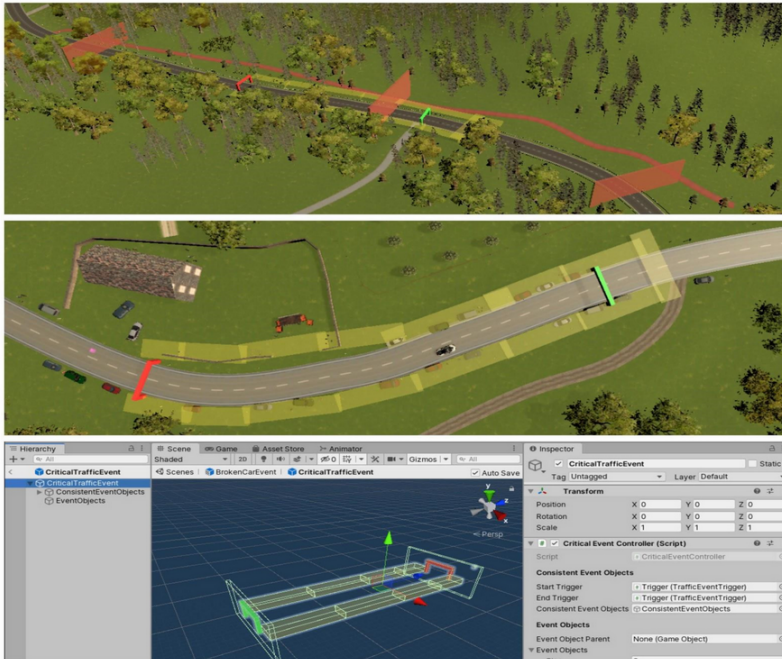 Hierarchy
All
CriticalTrafficEvent
CriticalTrafficEvent
ConsistentEventObjects
EventObjects
Scene Game Asset Store Animator
Shaded 2D 0 Gizmos All
Scenes BrokenCarEvent CriticalTrafficEvent Auto Save
y
z
x
Persp
Inspector
CriticalTrafficEvent Static
Tag Untagged Layer Default
Transform
Position X 0 Y 0 Z 0
Rotation X 0 Y 0 Z 0
Scale X 1 Y 1 Z 1
Critical Event Controller (Script)
Script CriticalEventController
Consistent Event Objects
Start Trigger Trigger (TrafficEventTrigger)
End Trigger Trigger (TrafficEventTrigger)
Consistent Event Objects ConsistentEventObjects
Event Objects
Event Object Parent None (Game Object)
Event Objects